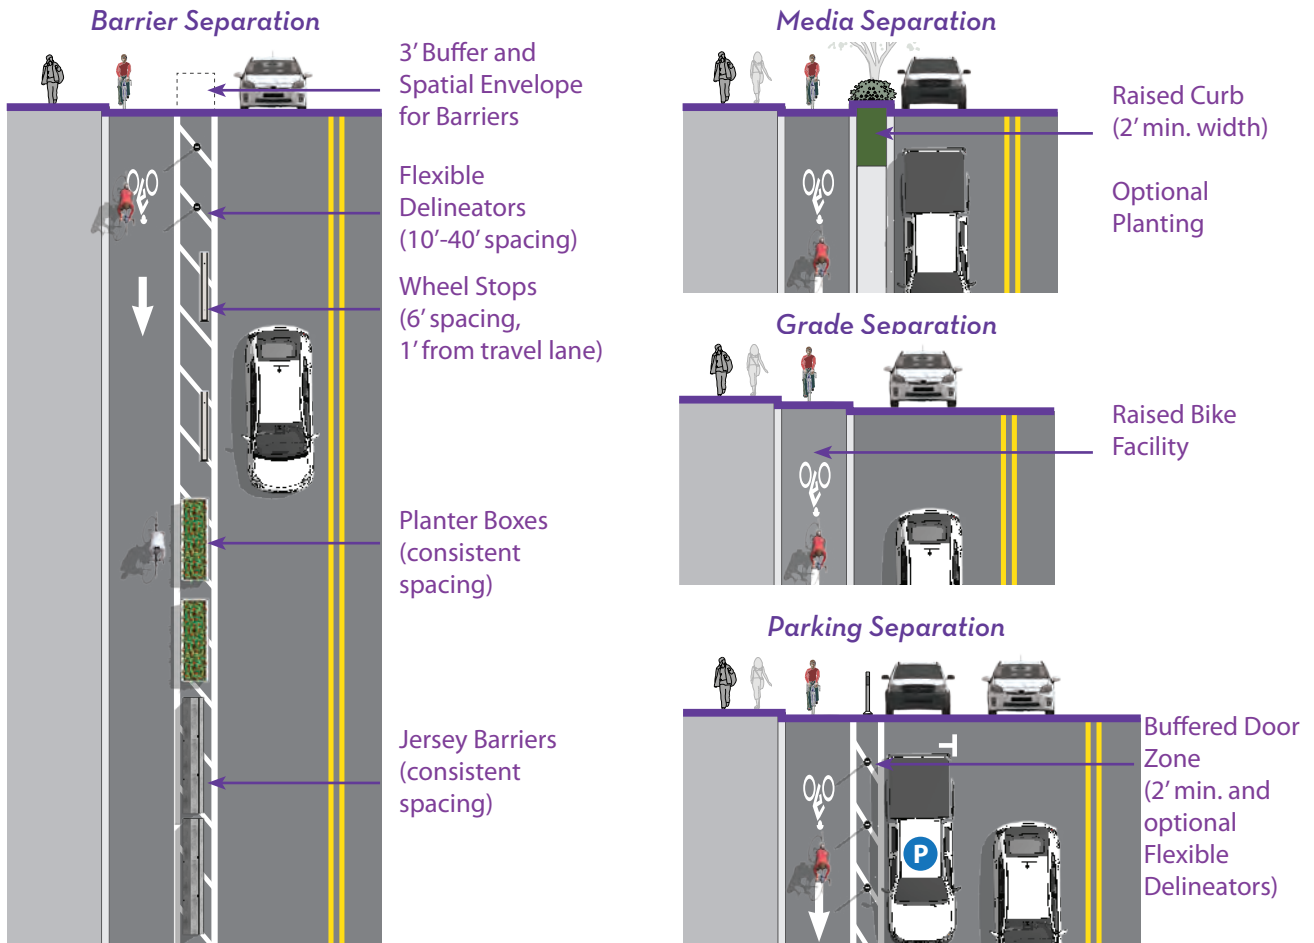 Barrier Separation
3' Buffer and
Spatial Envelope
for Barriers
Flexible
Delineators
(10'-40' spacing)
Wheel Stops
(6' spacing,
1' from travel lane)
Planter Boxes
(consistent
spacing)
Jersey Barriers
(consistent
spacing)
Media Separation
Raised Curb
(2' min. width)
Optional
Planting
Grade Separation
Raised Bike
Facility
Parking Separation
Buffered Door
Zone
(2' min. and
optional
Flexible
Delineators)
P